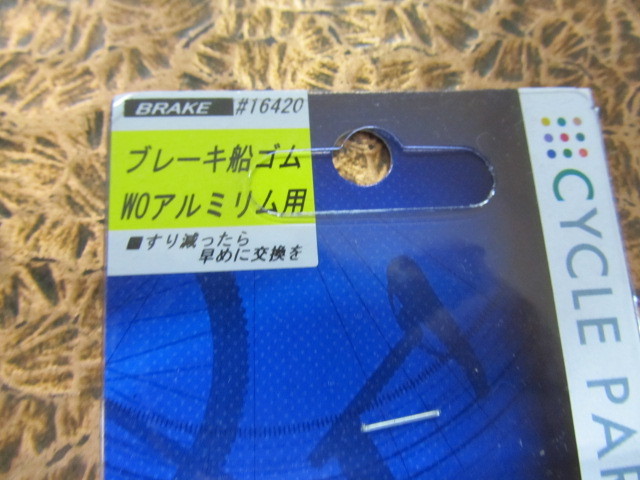 BRAKE #16420
ブレーキ船ゴム
WOアルミリム用
■すり減ったら
早めに交換を
CYCLE PAR